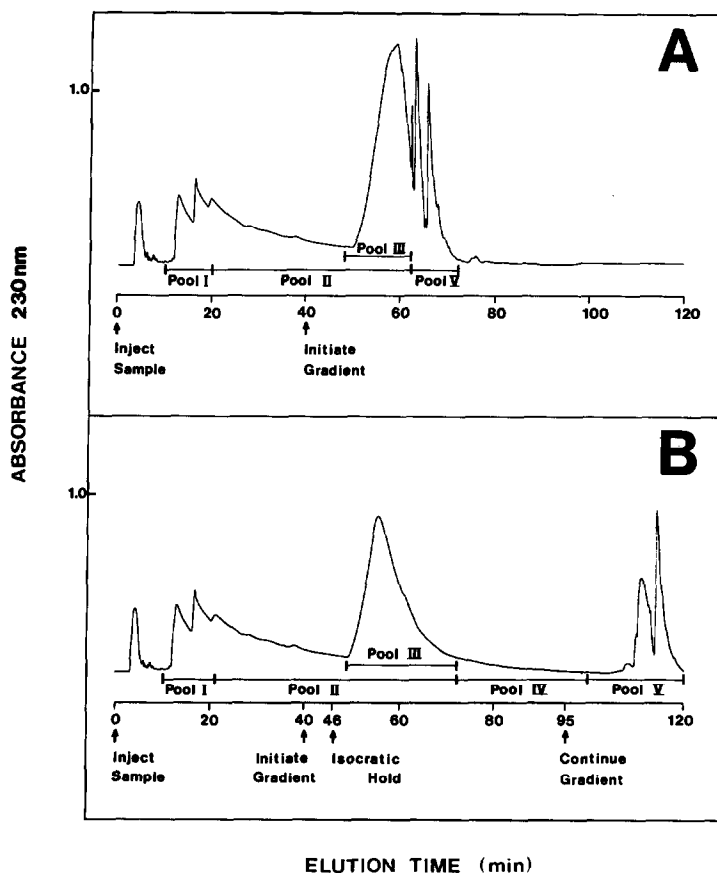 A
1.0
Pool III
Pool I Pool II Pool V
0 20 40 60 80 100 120
Inject Sample
Initiate Gradient
ABSORBANCE 230nm
B
1.0
Pool III
Pool I Pool II Pool IV Pool V
0 20 40 46 60 80 95 120
Inject Sample
Initiate Gradient
Isocratic Hold
Continue Gradient
ELUTION TIME (min)